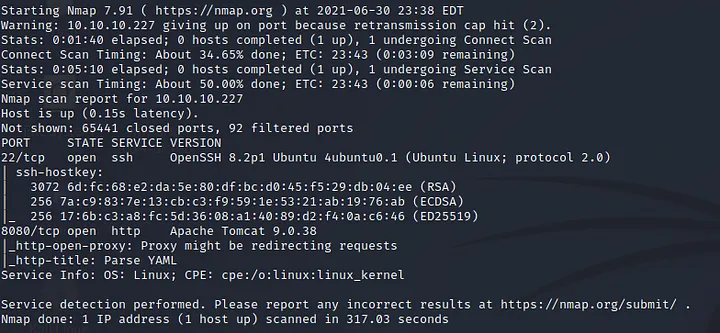 Starting Nmap 7.91 ( https://nmap.org ) at 2021-06-30 23:38 EDT
Warning: 10.10.10.227 giving up on port because retransmission cap hit (2).
Stats: 0:01:40 elapsed; 0 hosts completed (1 up), 1 undergoing Connect Scan
Connect Scan Timing: About 34.65% done; ETC: 23:43 (0:03:09 remaining)
Stats: 0:05:10 elapsed; 0 hosts completed (1 up), 1 undergoing Service Scan
Service scan Timing: About 50.00% done; ETC: 23:43 (0:00:06 remaining)
Nmap scan report for 10.10.10.227
Host is up (0.15s latency).
Not shown: 65441 closed ports, 92 filtered ports
PORT     STATE SERVICE VERSION
22/tcp   open  ssh     OpenSSH 8.2p1 Ubuntu 4ubuntu0.1 (Ubuntu Linux; protocol 2.0)
| ssh-hostkey:
|   3072 6d:fc:68:e2:da:5e:80:df:bc:d0:45:f5:29:db:04:ee (RSA)
|   256 7a:c9:83:7e:13:cb:c3:f9:59:1e:53:21:ab:19:76:ab (ECDSA)
|_  256 17:6b:c3:a8:fc:5d:36:08:a1:40:89:d2:f4:0a:c6:46 (ED25519)
8080/tcp open  http    Apache Tomcat 9.0.38
|_http-open-proxy: Proxy might be redirecting requests
|_http-title: Parse YAML
Service Info: OS: Linux; CPE: cpe:/o:linux:linux_kernel

Service detection performed. Please report any incorrect results at https://nmap.org/submit/ .
Nmap done: 1 IP address (1 host up) scanned in 317.03 seconds